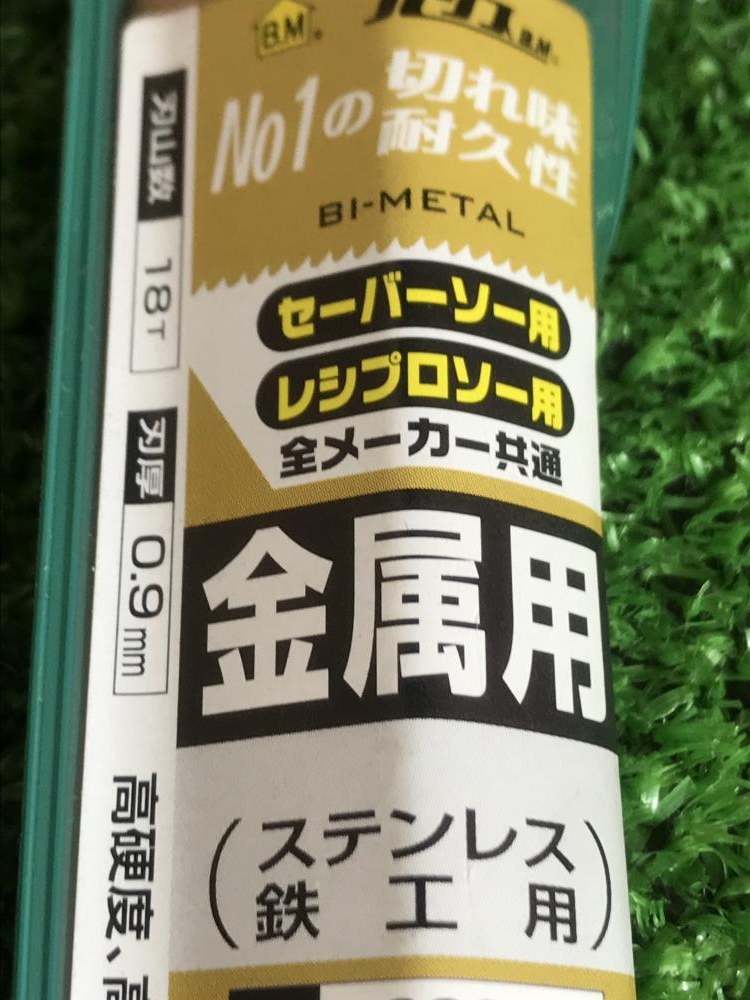 B.M
B.M.
No1の
切れ味
耐久性
BI-METAL
セーバーソー用
レシプロソー用
全メーカー共通
金属用
(ステンレス
鉄工用)
刃山数
18T
刃厚
0.9mm
高硬度、高